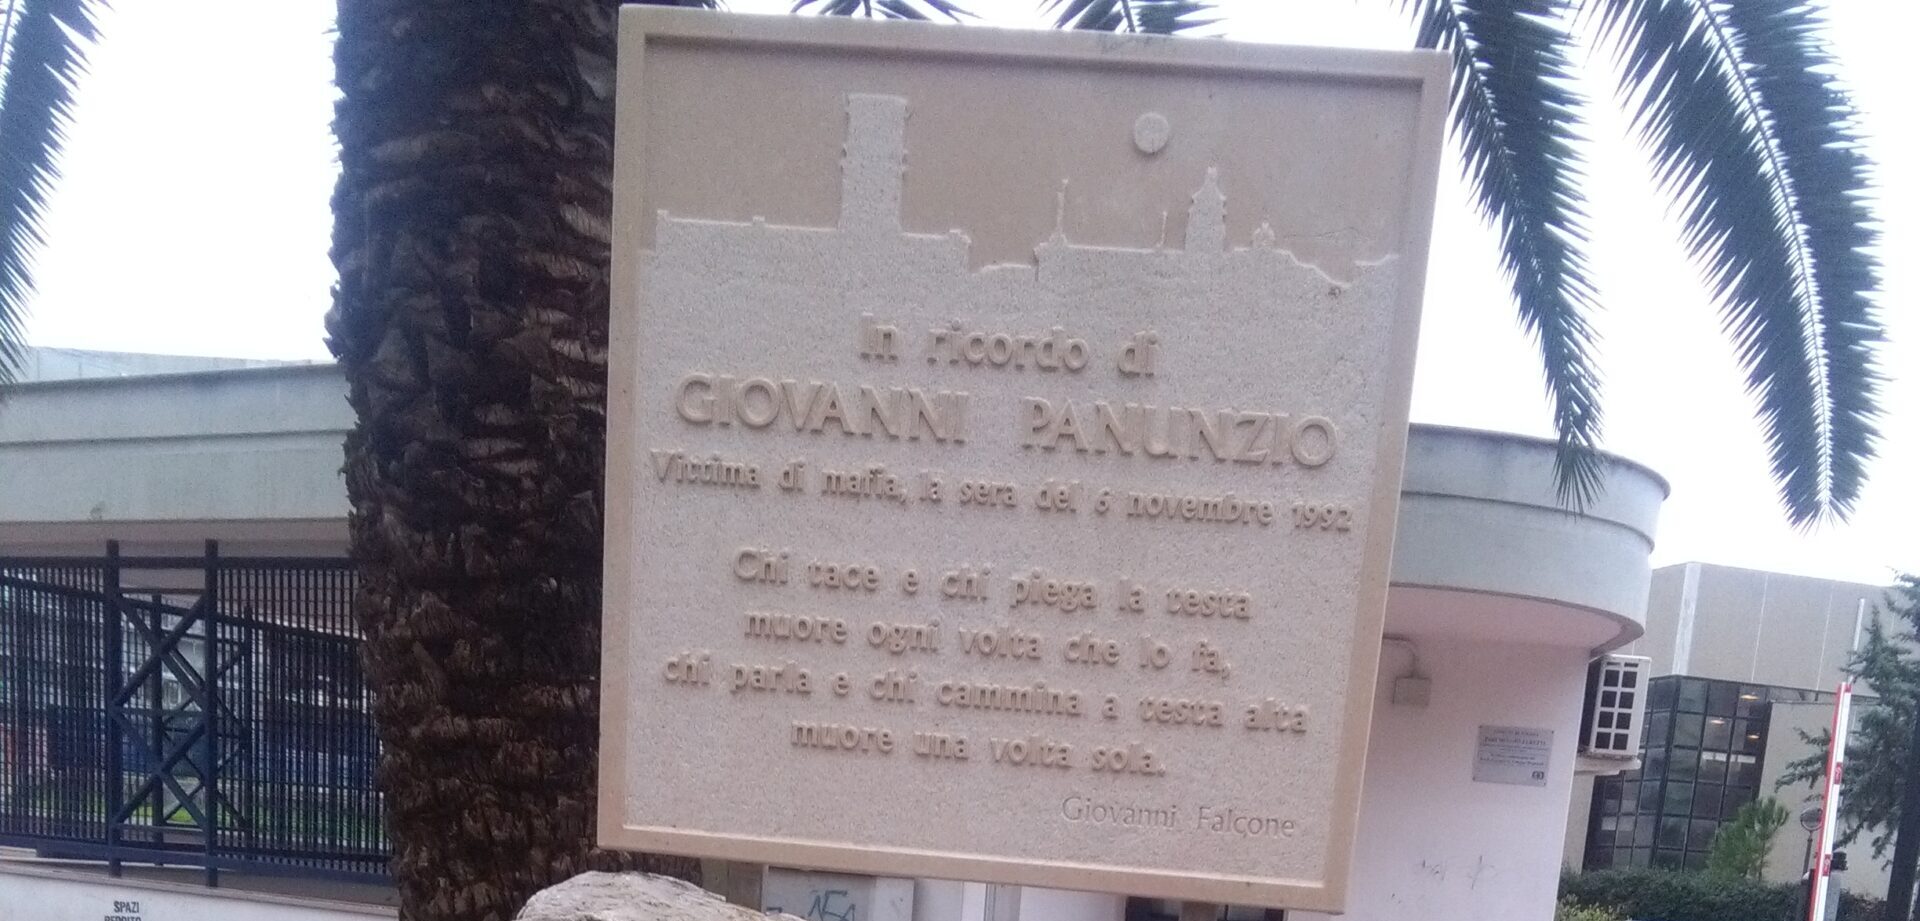 In ricordo di
GIOVANNI PANUNZIO
Vittima di mafia, la sera del 6 novembre 1992
Chi tace e chi piega la testa
muore ogni volta che lo fa,
chi parla e chi cammina a testa alta
muore una volta sola.
Giovanni Falcone
SPAZI